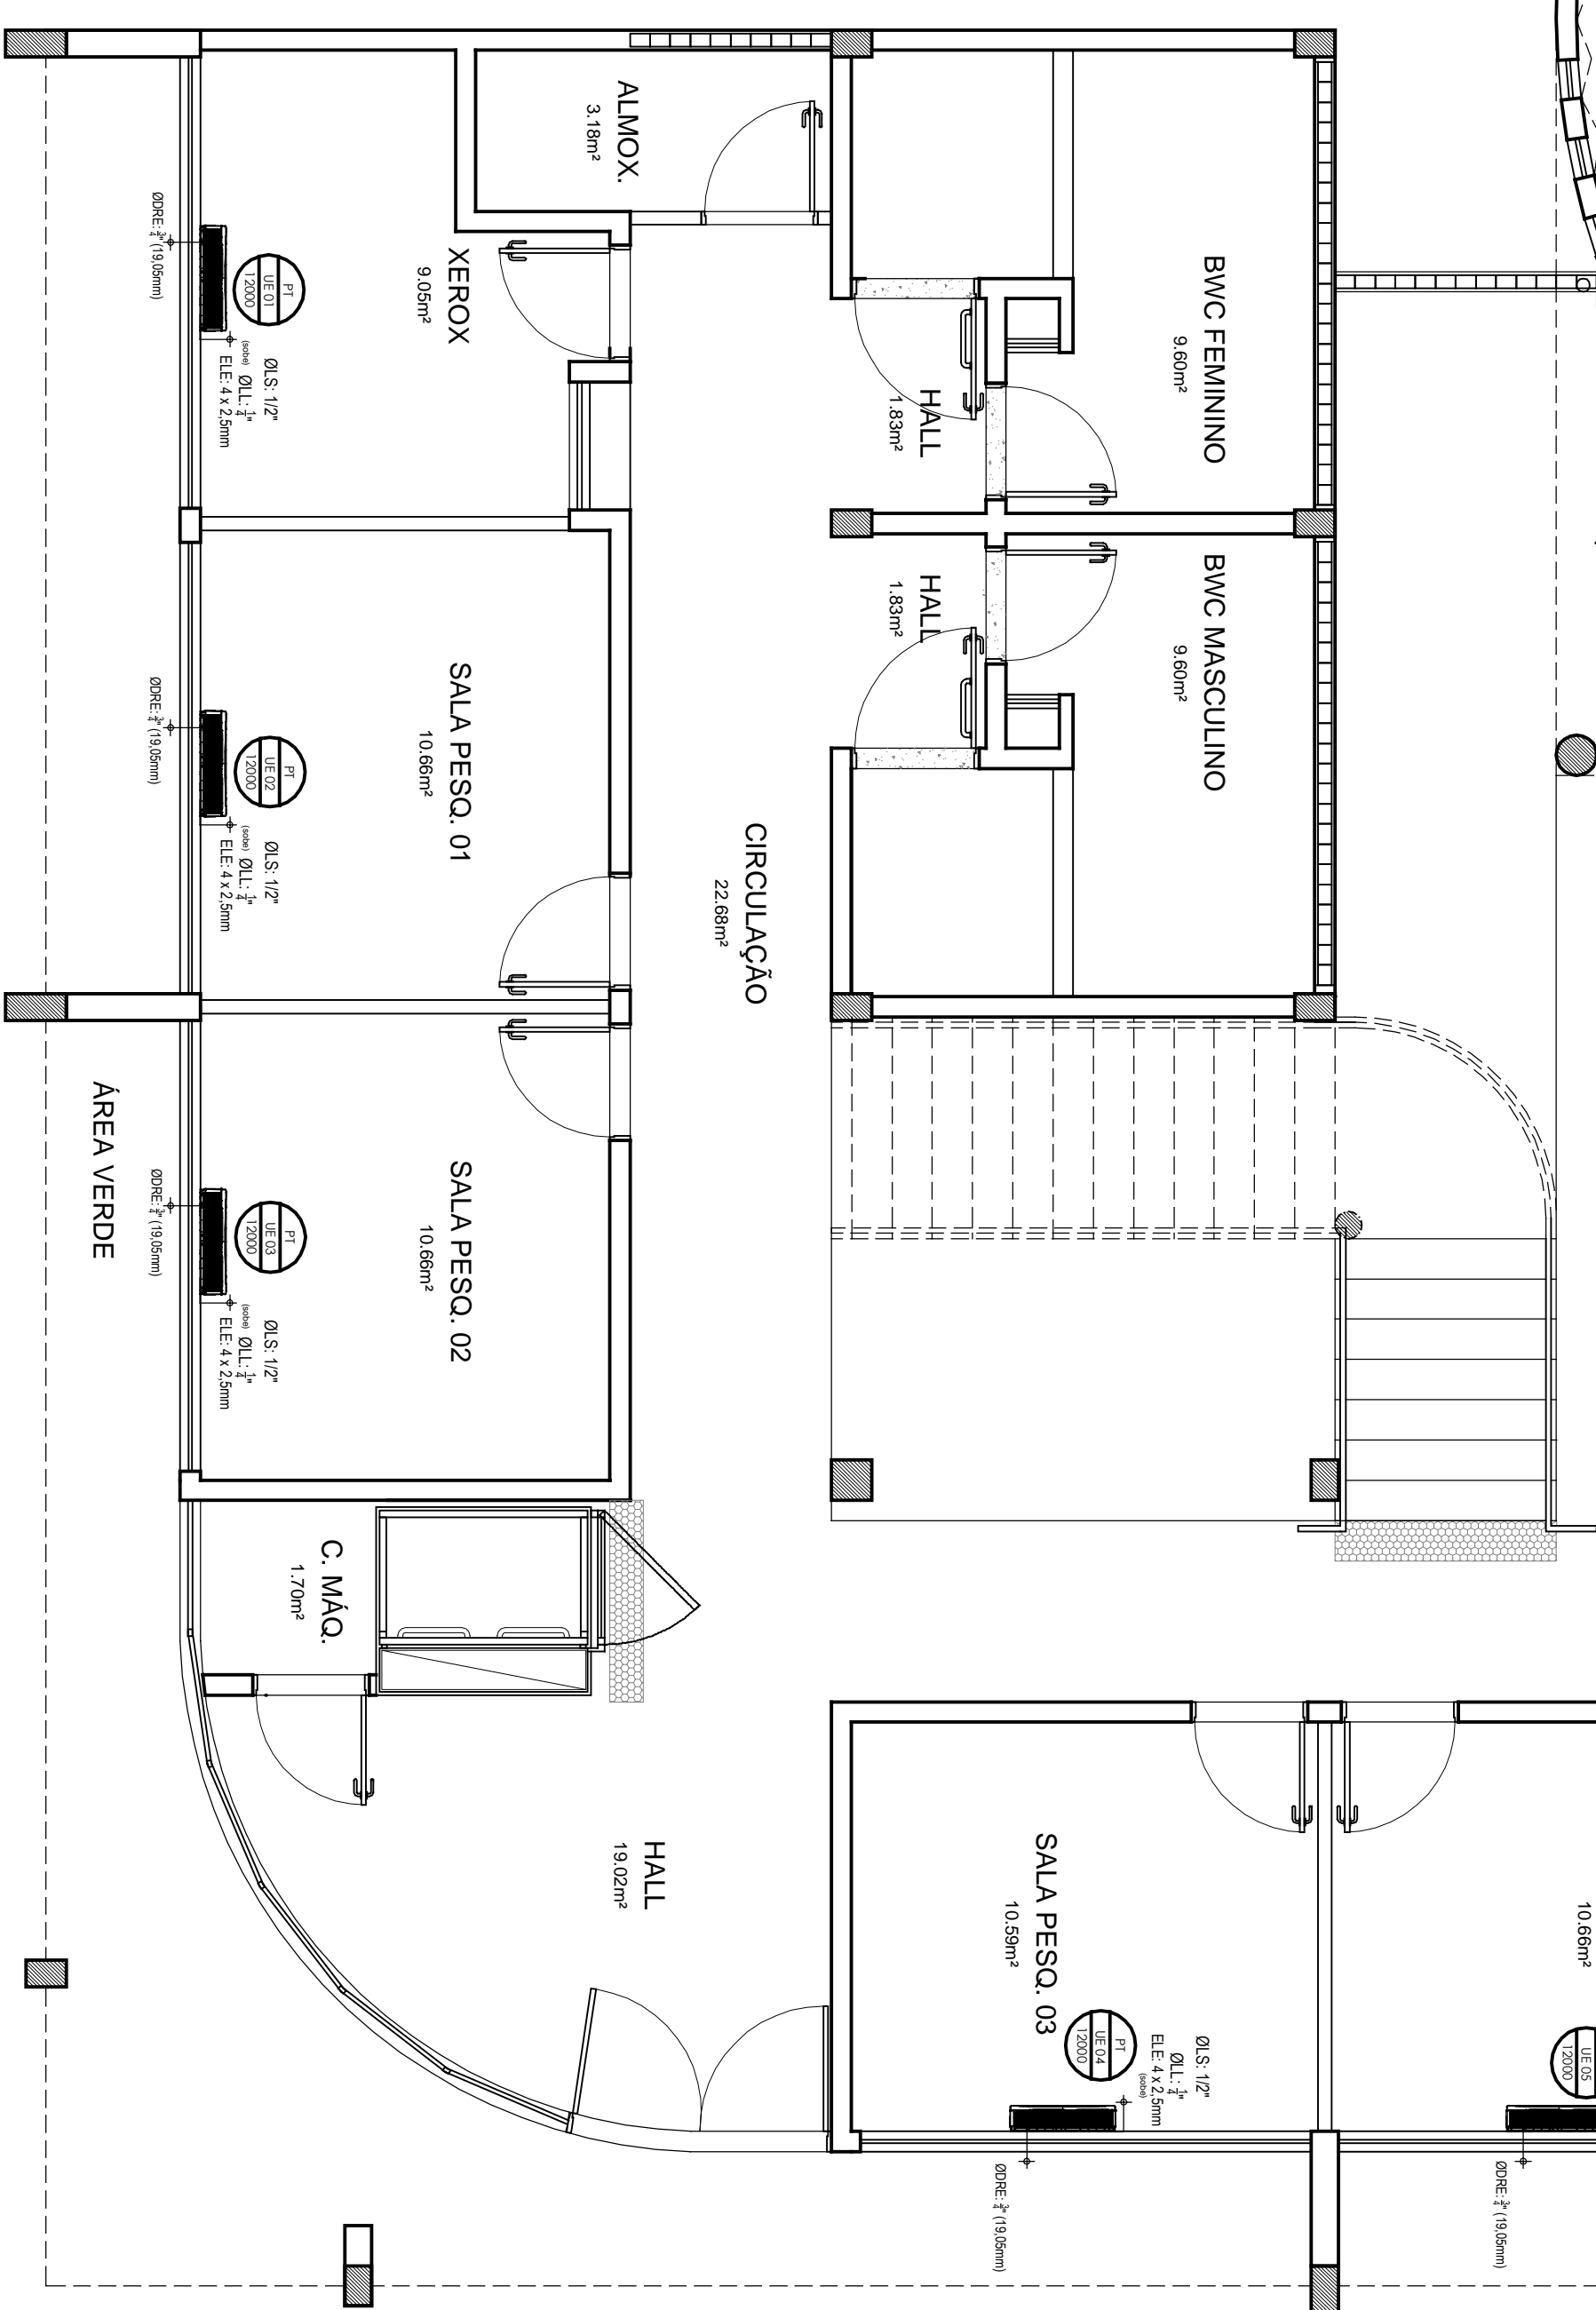 BWC FEMININO
9.60m²
BWC MASCULINO
9.60m²
ALMOX.
3.18m²
HALL
1.83m²
HALL
1.83m²
XEROX
9.05m²
CIRCULAÇÃO
22.68m²
SALA PESQ. 01
10.66m²
SALA PESQ. 02
10.66m²
PT
UE 01
12000
ØLS: 1/2"
ØLL: 1/4"
(sobe)
ELE: 4 x 2,5mm
ØDRE: 3/4" (19,05mm)
PT
UE 02
12000
ØLS: 1/2"
ØLL: 1/4"
(sobe)
ELE: 4 x 2,5mm
ØDRE: 3/4" (19,05mm)
PT
UE 03
12000
ØLS: 1/2"
ØLL: 1/4"
(sobe)
ELE: 4 x 2,5mm
ØDRE: 3/4" (19,05mm)
ÁREA VERDE
C. MÁQ.
1.70m²
HALL
19.02m²
SALA PESQ. 03
10.59m²
PT
UE 04
12000
ØLS: 1/2"
ØLL: 1/4"
ELE: 4 x 2,5mm
(sobe)
ØDRE: 3/4" (19,05mm)
10.66m²
UE 05
12000
ØDRE: 3/4" (19,05mm)